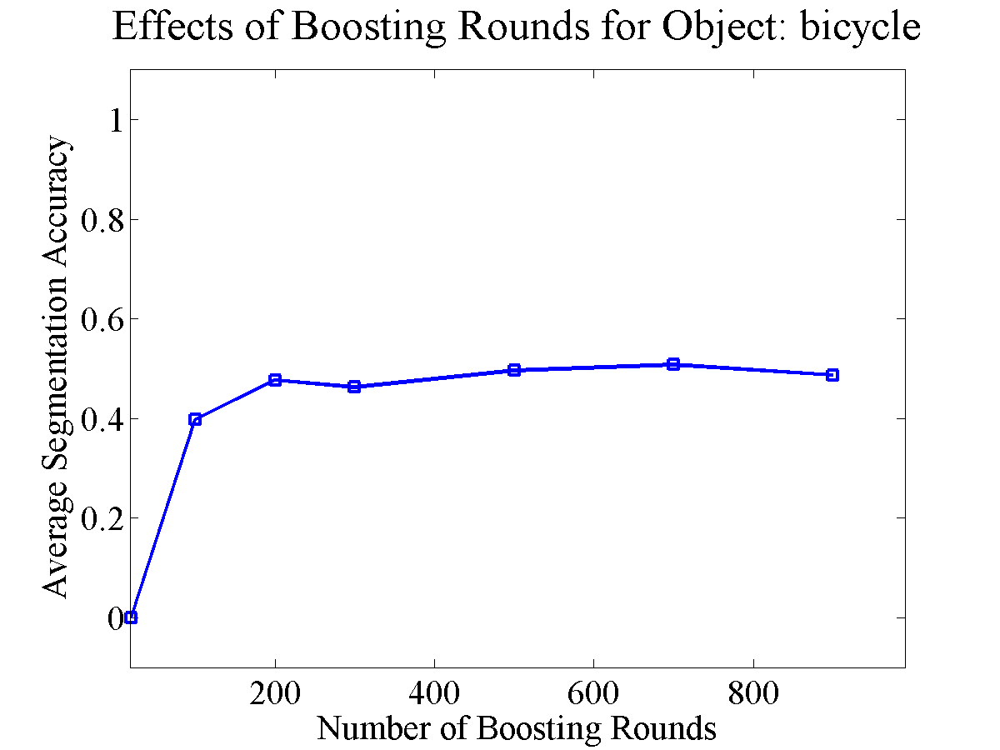 Effects of Boosting Rounds for Object: bicycle
Average Segmentation Accuracy
1
0.8
0.6
0.4
0.2
0
200 400 600 800
Number of Boosting Rounds